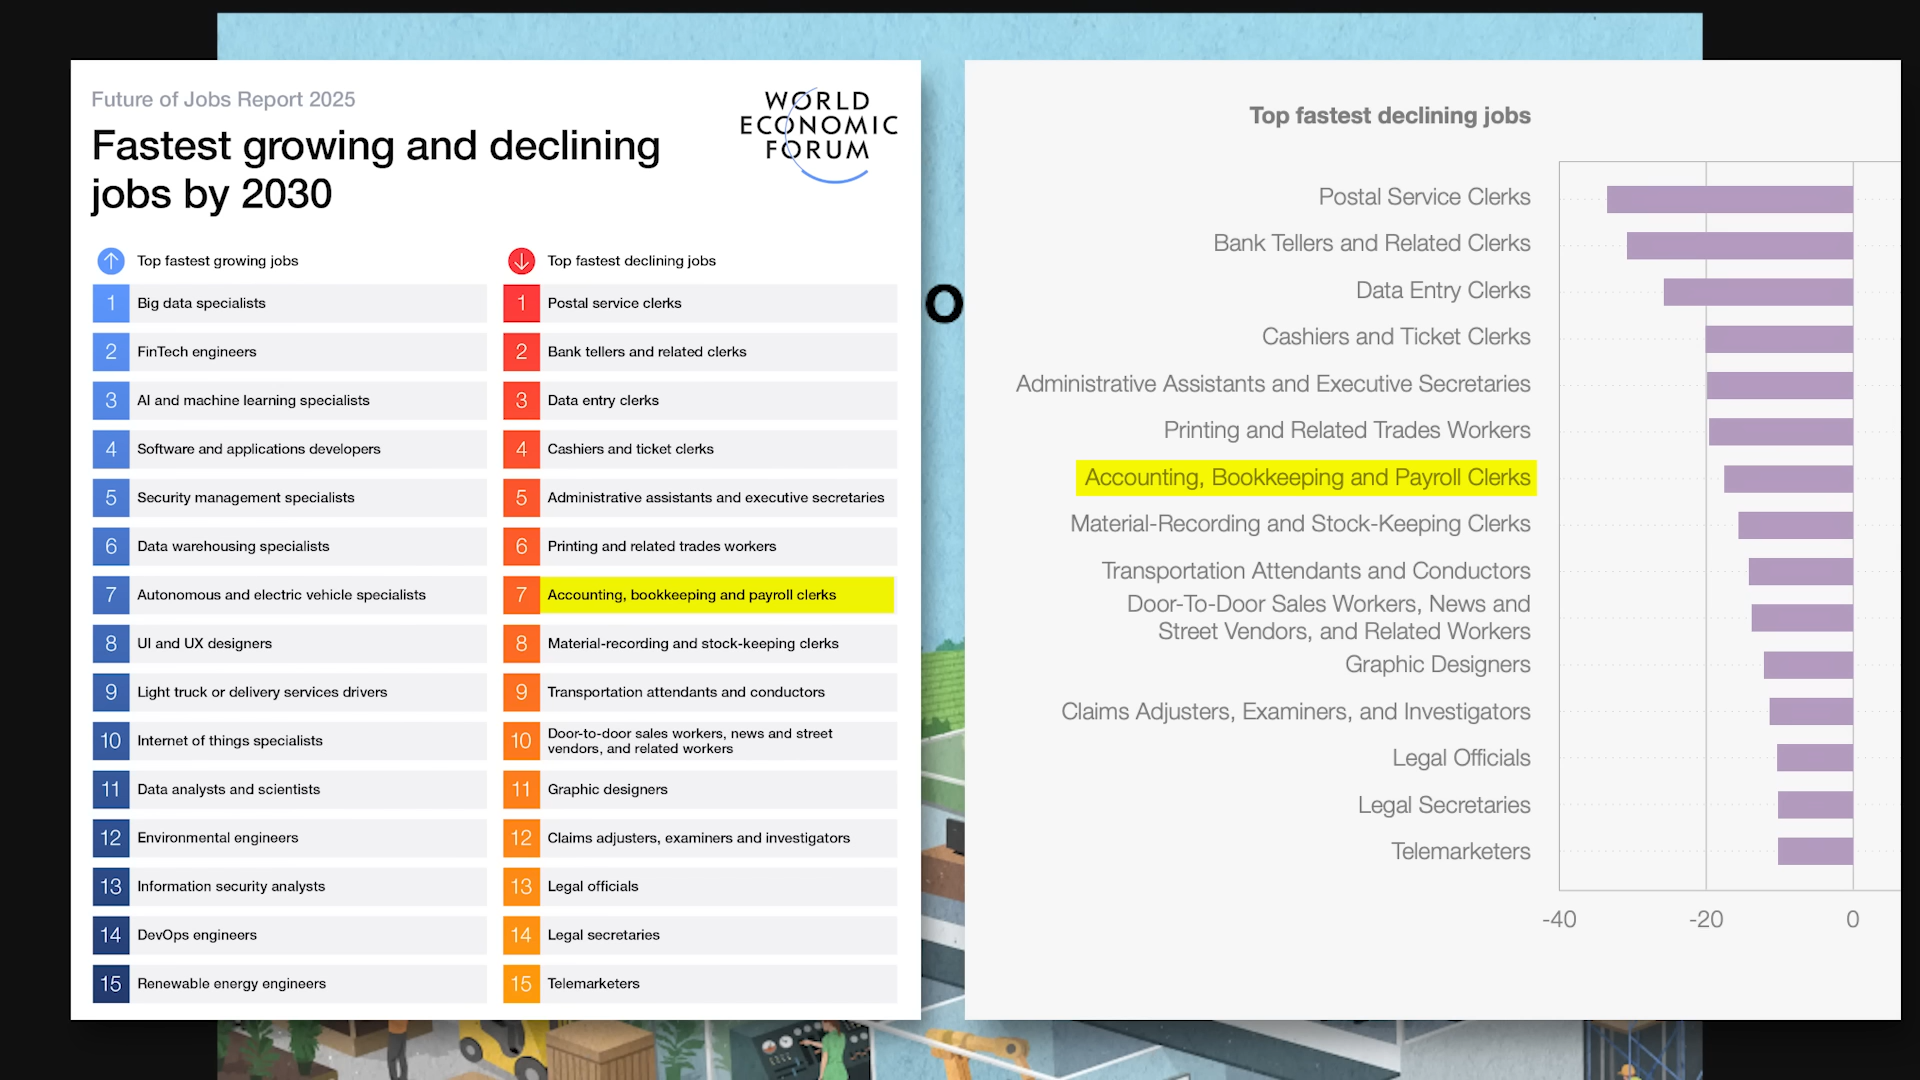 Future of Jobs Report 2025
Fastest growing and declining
jobs by 2030
WORLD
ECONOMIC
FORUM
Top fastest growing jobs
1 Big data specialists
2 FinTech engineers
3 AI and machine learning specialists
4 Software and applications developers
5 Security management specialists
6 Data warehousing specialists
7 Autonomous and electric vehicle specialists
8 UI and UX designers
9 Light truck or delivery services drivers
10 Internet of things specialists
11 Data analysts and scientists
12 Environmental engineers
13 Information security analysts
14 DevOps engineers
15 Renewable energy engineers
Top fastest declining jobs
1 Postal service clerks
2 Bank tellers and related clerks
3 Data entry clerks
4 Cashiers and ticket clerks
5 Administrative assistants and executive secretaries
6 Printing and related trades workers
7 Accounting, bookkeeping and payroll clerks
8 Material-recording and stock-keeping clerks
9 Transportation attendants and conductors
10 Door-to-door sales workers, news and street
vendors, and related workers
11 Graphic designers
12 Claims adjusters, examiners and investigators
13 Legal officials
14 Legal secretaries
15 Telemarketers
o
Top fastest declining jobs
Postal Service Clerks
Bank Tellers and Related Clerks
Data Entry Clerks
Cashiers and Ticket Clerks
Administrative Assistants and Executive Secretaries
Printing and Related Trades Workers
Accounting, Bookkeeping and Payroll Clerks
Material-Recording and Stock-Keeping Clerks
Transportation Attendants and Conductors
Door-To-Door Sales Workers, News and
Street Vendors, and Related Workers
Graphic Designers
Claims Adjusters, Examiners, and Investigators
Legal Officials
Legal Secretaries
Telemarketers
-40 -20 0